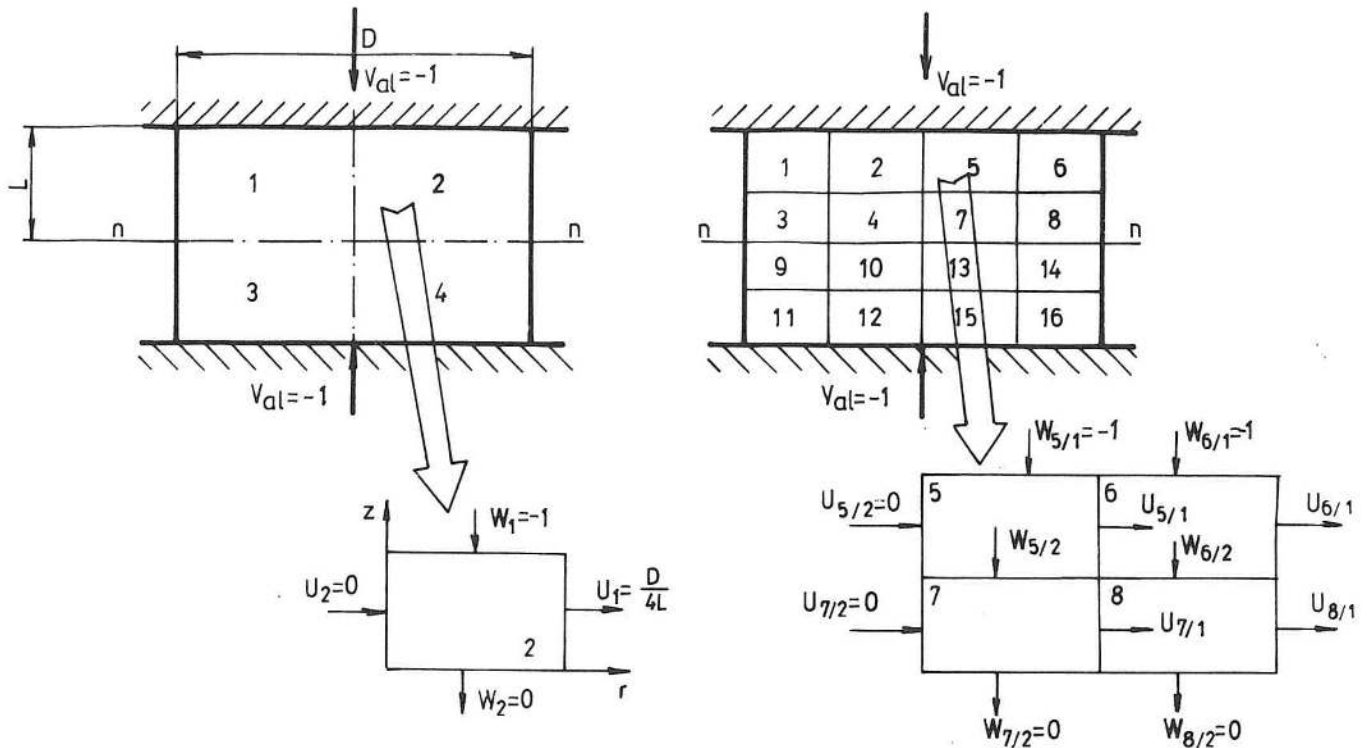 D
V_al=-1
L
1 2
n n
3 4
V_al=-1
z
W_1=-1
U_2=0
U_1=D/4L
2
r
W_2=0
V_al=-1
1 2 5 6
3 4 7 8
n n
9 10 13 14
11 12 15 16
V_al=-1
W_5/1=-1 W_6/1=-1
5 6
U_5/2=0 U_5/1 U_6/1
W_5/2 W_6/2
7 8
U_7/2=0 U_7/1 U_8/1
W_7/2=0 W_8/2=0